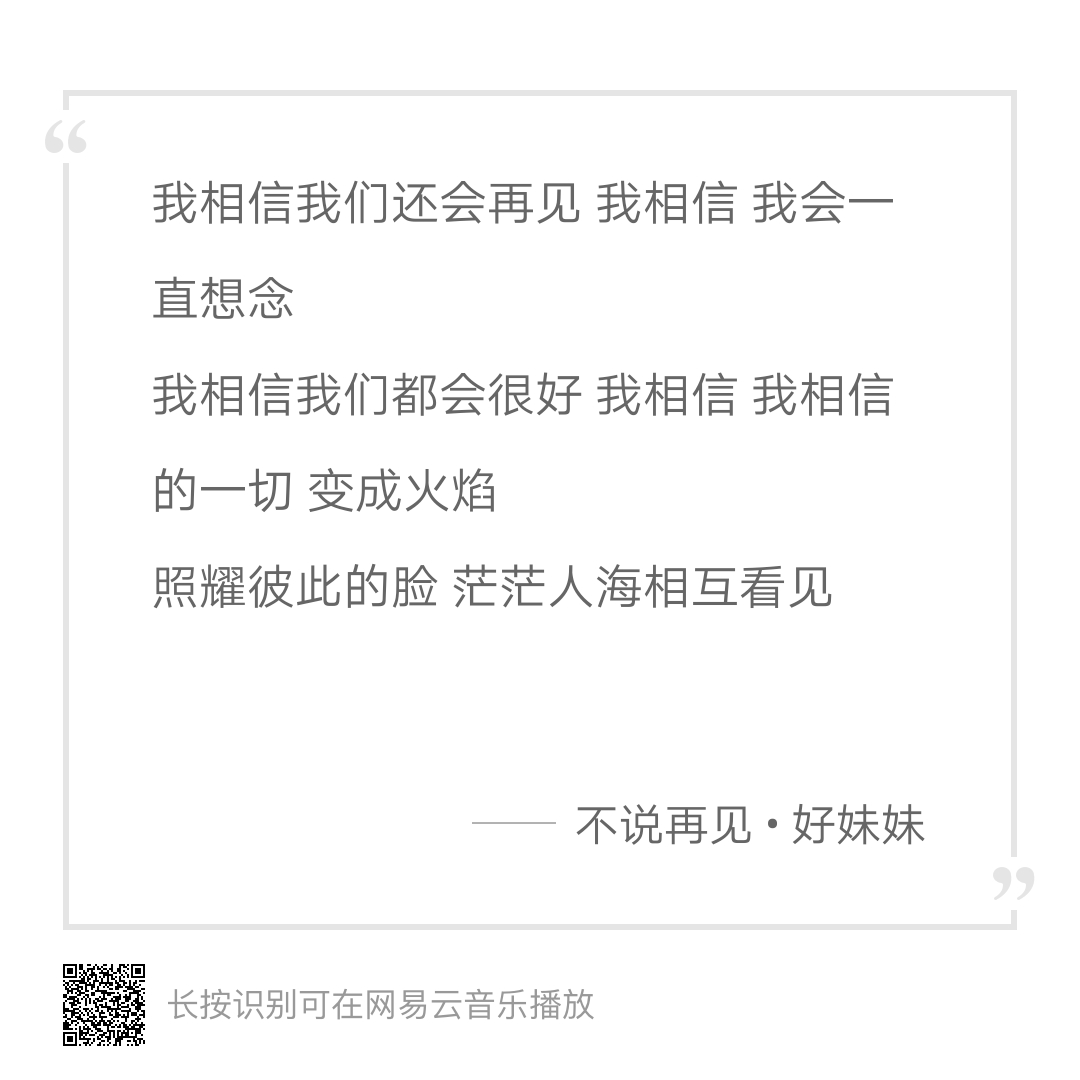 “
我相信我们还会再见 我相信 我会一
直想念
我相信我们都会很好 我相信 我相信
的一切 变成火焰
照耀彼此的脸 茫茫人海相互看见
—— 不说再见·好妹妹
”
长按识别可在网易云音乐播放